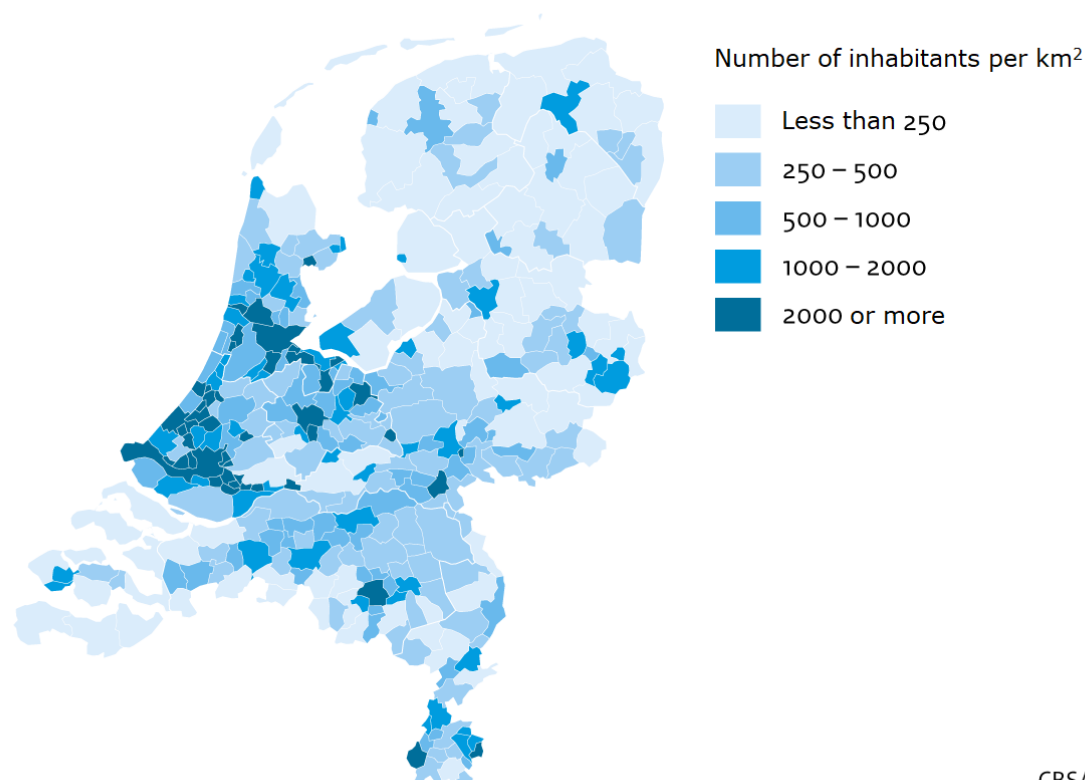 Number of inhabitants per km²
Less than 250
250 – 500
500 – 1000
1000 – 2000
2000 or more